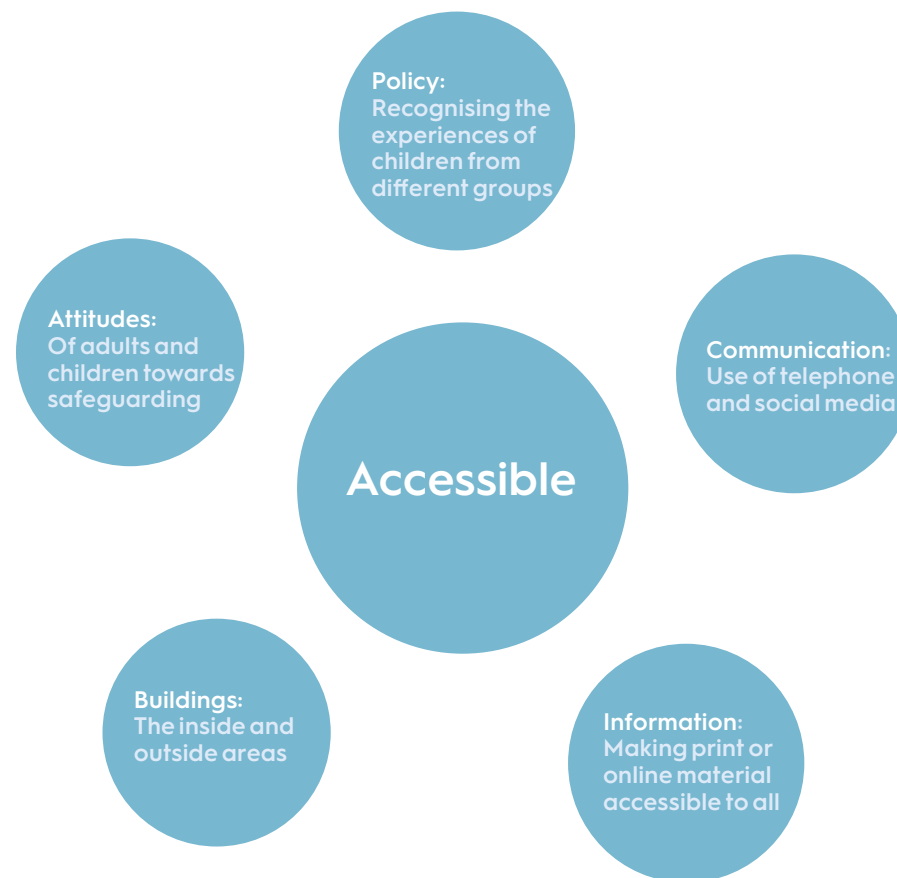 Policy:
Recognising the
experiences of
children from
different groups
Attitudes:
Of adults and
children towards
safeguarding
Communication:
Use of telephone
and social media
Accessible
Buildings:
The inside and
outside areas
Information:
Making print or
online material
accessible to all